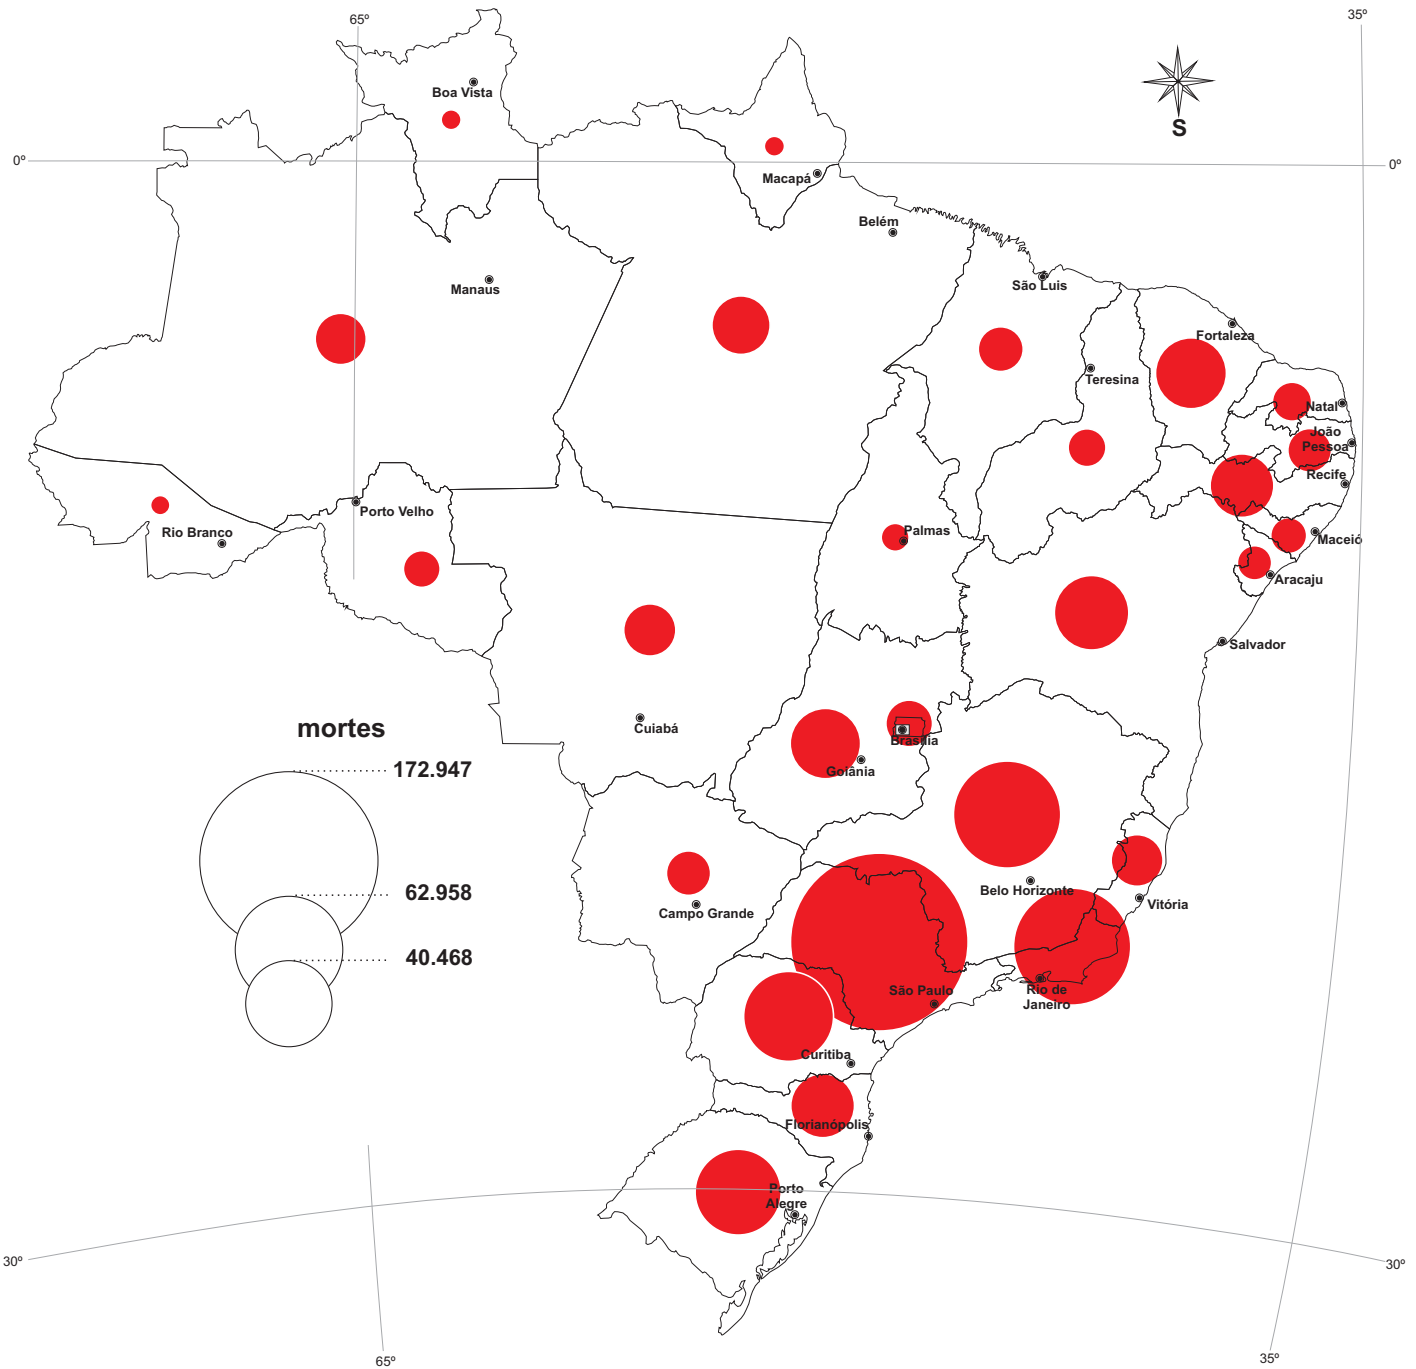 65º
35º
Boa Vista
S
0º
0º
Macapá
Belém
Manaus
São Luis
Fortaleza
Teresina
Natal
João
Pessoa
Recife
Porto Velho
Rio Branco
Palmas
Maceió
Aracaju
Salvador
mortes
Cuiabá
Brasília
Goiânia
172.947
62.958
Belo Horizonte
Vitória
Campo Grande
40.468
São Paulo
Rio de
Janeiro
Curitiba
Florianópolis
Porto
Alegre
30º
30º
65º
35º